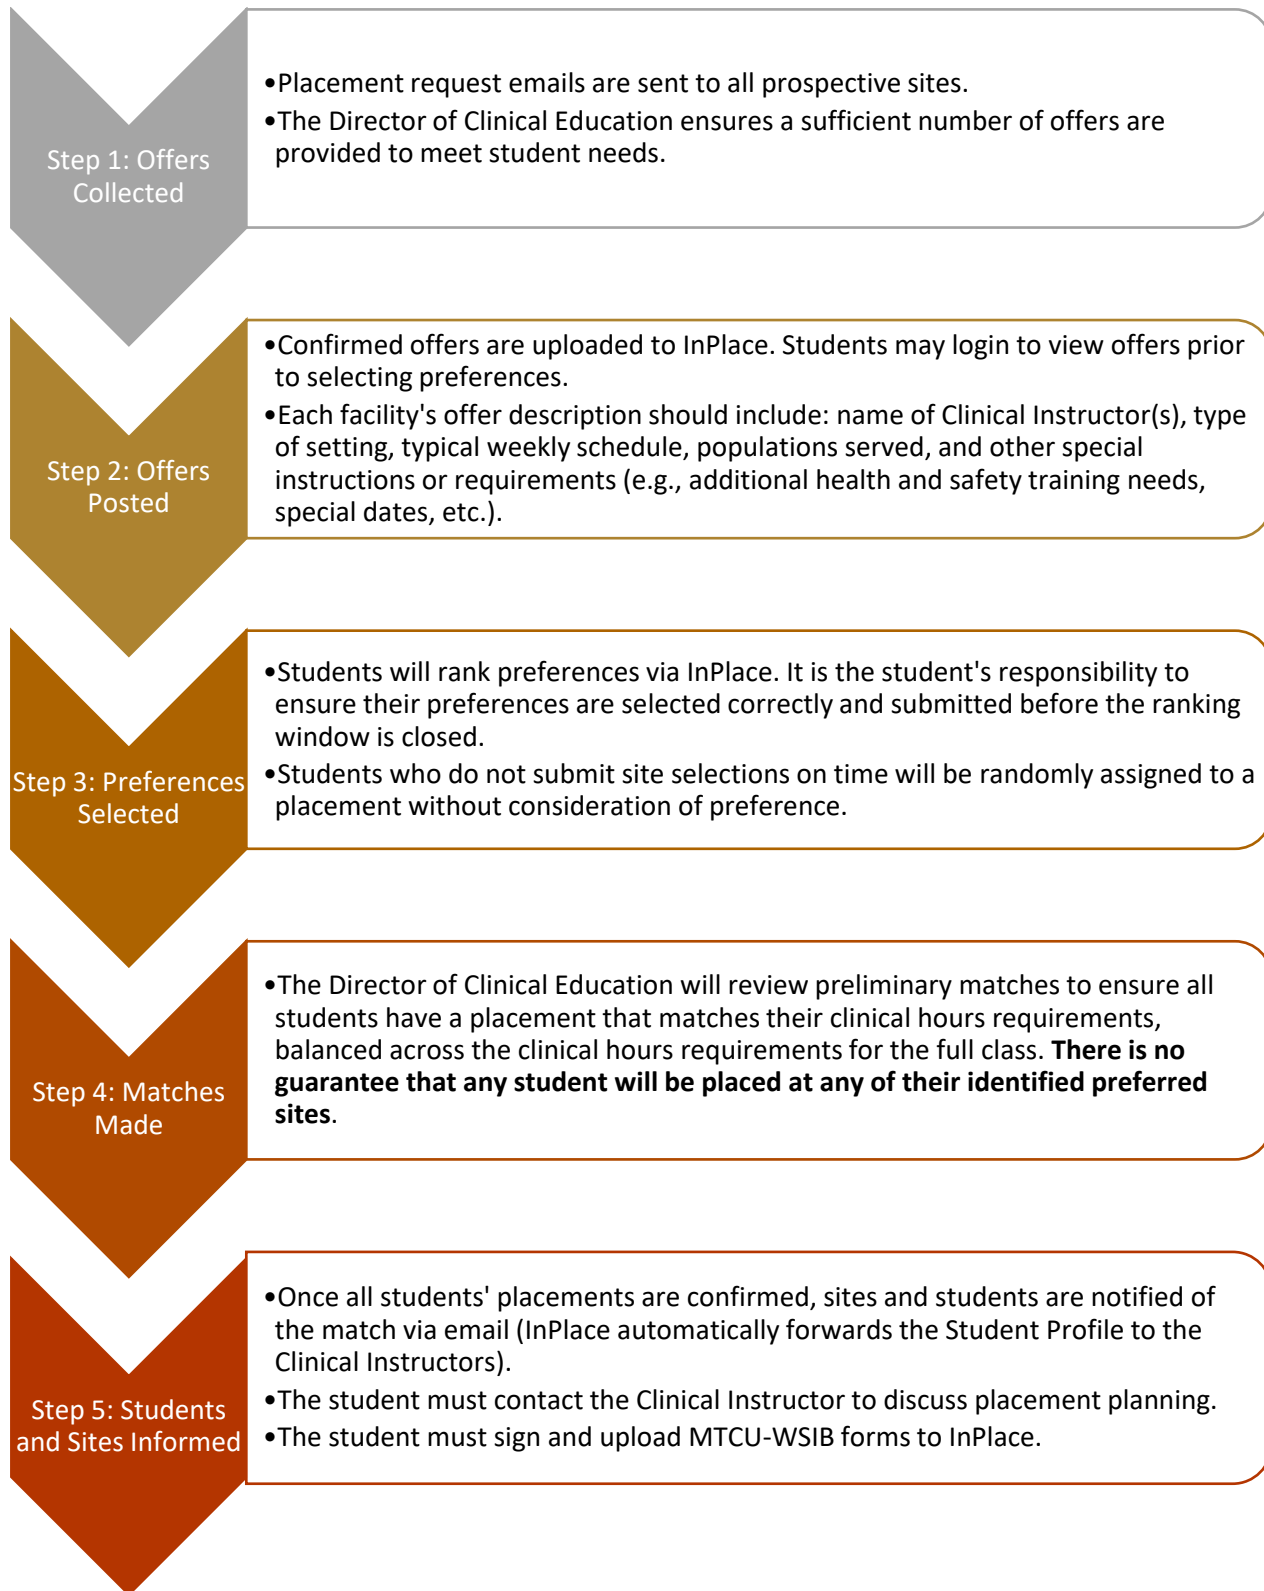 Step 1: Offers
Collected
•Placement request emails are sent to all prospective sites.
•The Director of Clinical Education ensures a sufficient number of offers are
provided to meet student needs.
Step 2: Offers
Posted
•Confirmed offers are uploaded to InPlace. Students may login to view offers prior
to selecting preferences.
•Each facility's offer description should include: name of Clinical Instructor(s), type
of setting, typical weekly schedule, populations served, and other special
instructions or requirements (e.g., additional health and safety training needs,
special dates, etc.).
Step 3: Preferences
Selected
•Students will rank preferences via InPlace. It is the student's responsibility to
ensure their preferences are selected correctly and submitted before the ranking
window is closed.
•Students who do not submit site selections on time will be randomly assigned to a
placement without consideration of preference.
Step 4: Matches
Made
•The Director of Clinical Education will review preliminary matches to ensure all
students have a placement that matches their clinical hours requirements,
balanced across the clinical hours requirements for the full class. There is no
guarantee that any student will be placed at any of their identified preferred
sites.
Step 5: Students
and Sites Informed
•Once all students' placements are confirmed, sites and students are notified of
the match via email (InPlace automatically forwards the Student Profile to the
Clinical Instructors).
•The student must contact the Clinical Instructor to discuss placement planning.
•The student must sign and upload MTCU-WSIB forms to InPlace.